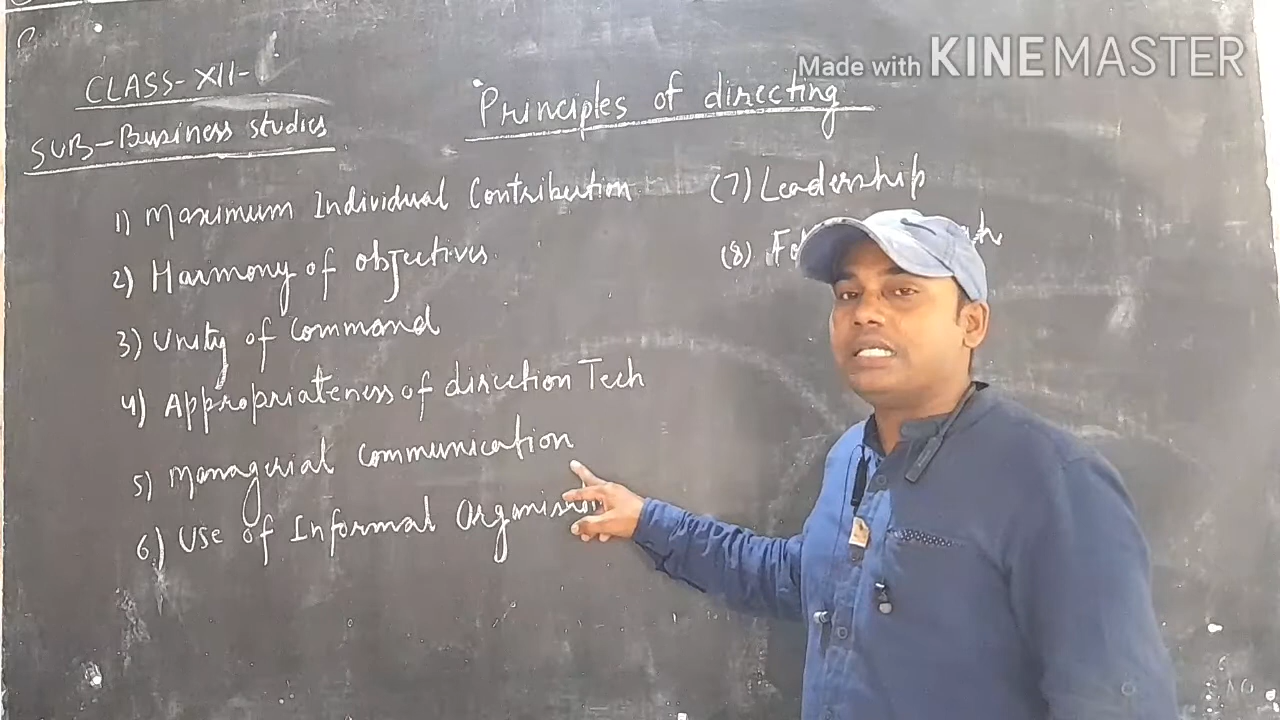 Made with KINEMASTER
CLASS-XII-
SUB-Business studies
Principles of directing
1) Maximum Individual Contribution
2) Harmony of objectives
3) Unity of Command
4) Appropriateness of direction Tech
5) Managerial communication
6) Use of Informal
(7) Leadership
(8)